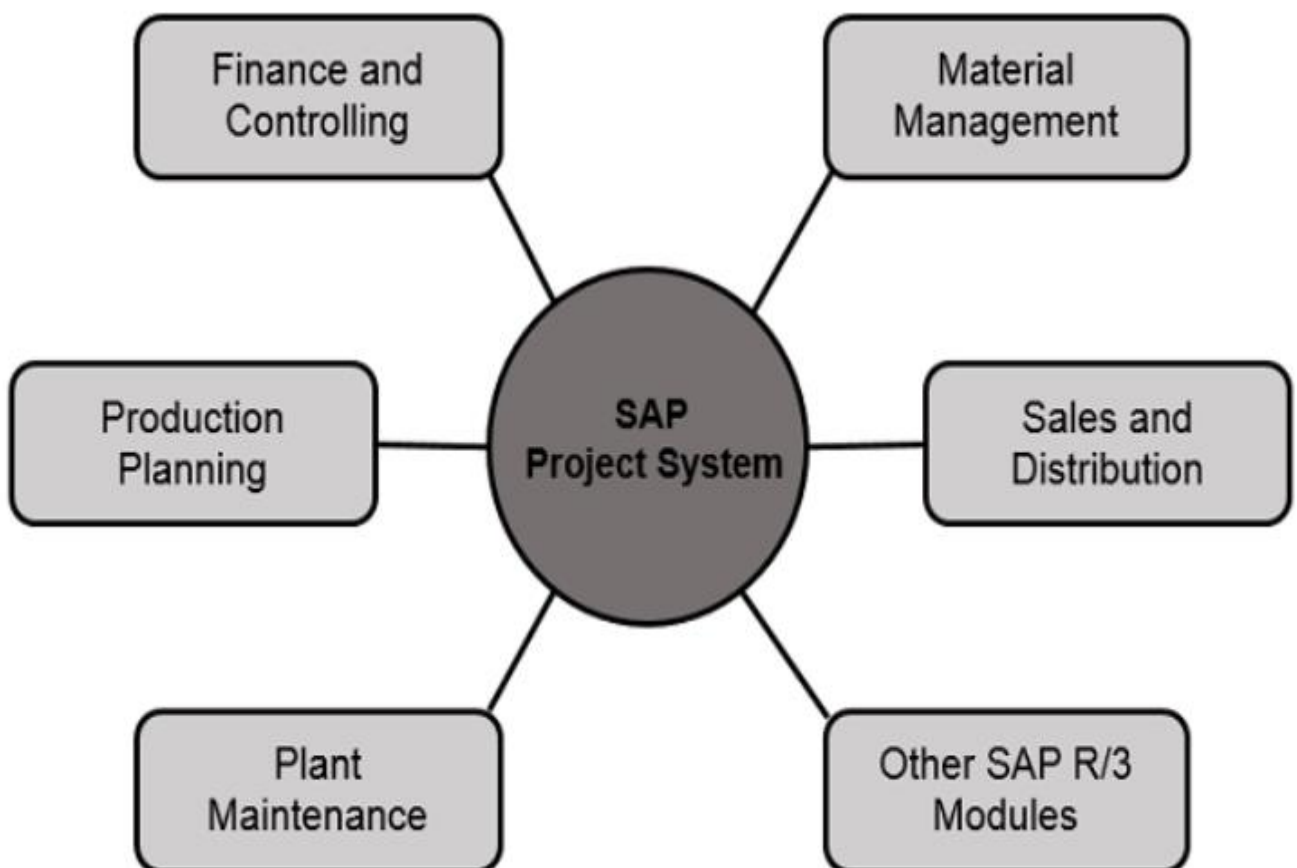 Finance and
Controlling
Material
Management
Production
Planning
SAP
Project System
Sales and
Distribution
Plant
Maintenance
Other SAP R/3
Modules